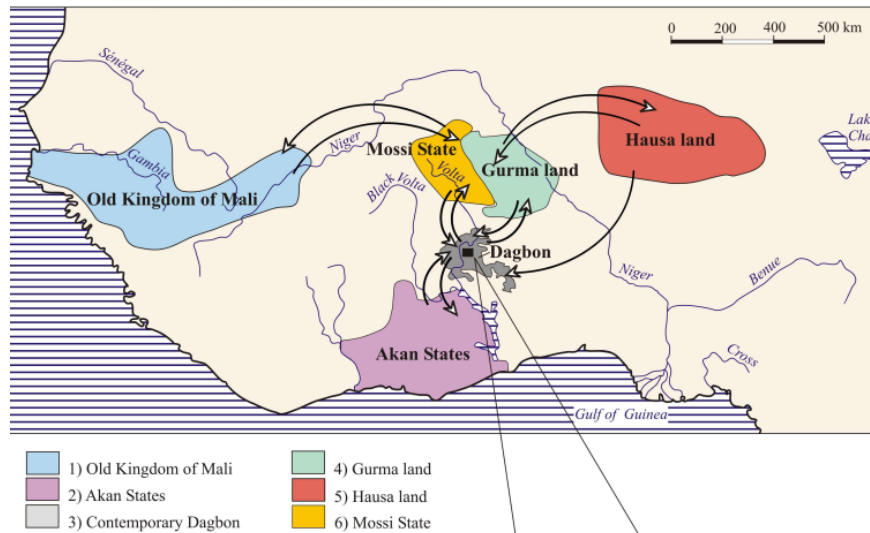 0 200 400 500 km
Sénégal
Niger
Mossi State
Hausa land
Lak
Cha
Gambia
Gurma land
Volta
Old Kingdom of Mali
Black Volta
Dagbon
Niger
Benue
Akan States
Cross
Gulf of Guinea
1) Old Kingdom of Mali
2) Akan States
3) Contemporary Dagbon
4) Gurma land
5) Hausa land
6) Mossi State